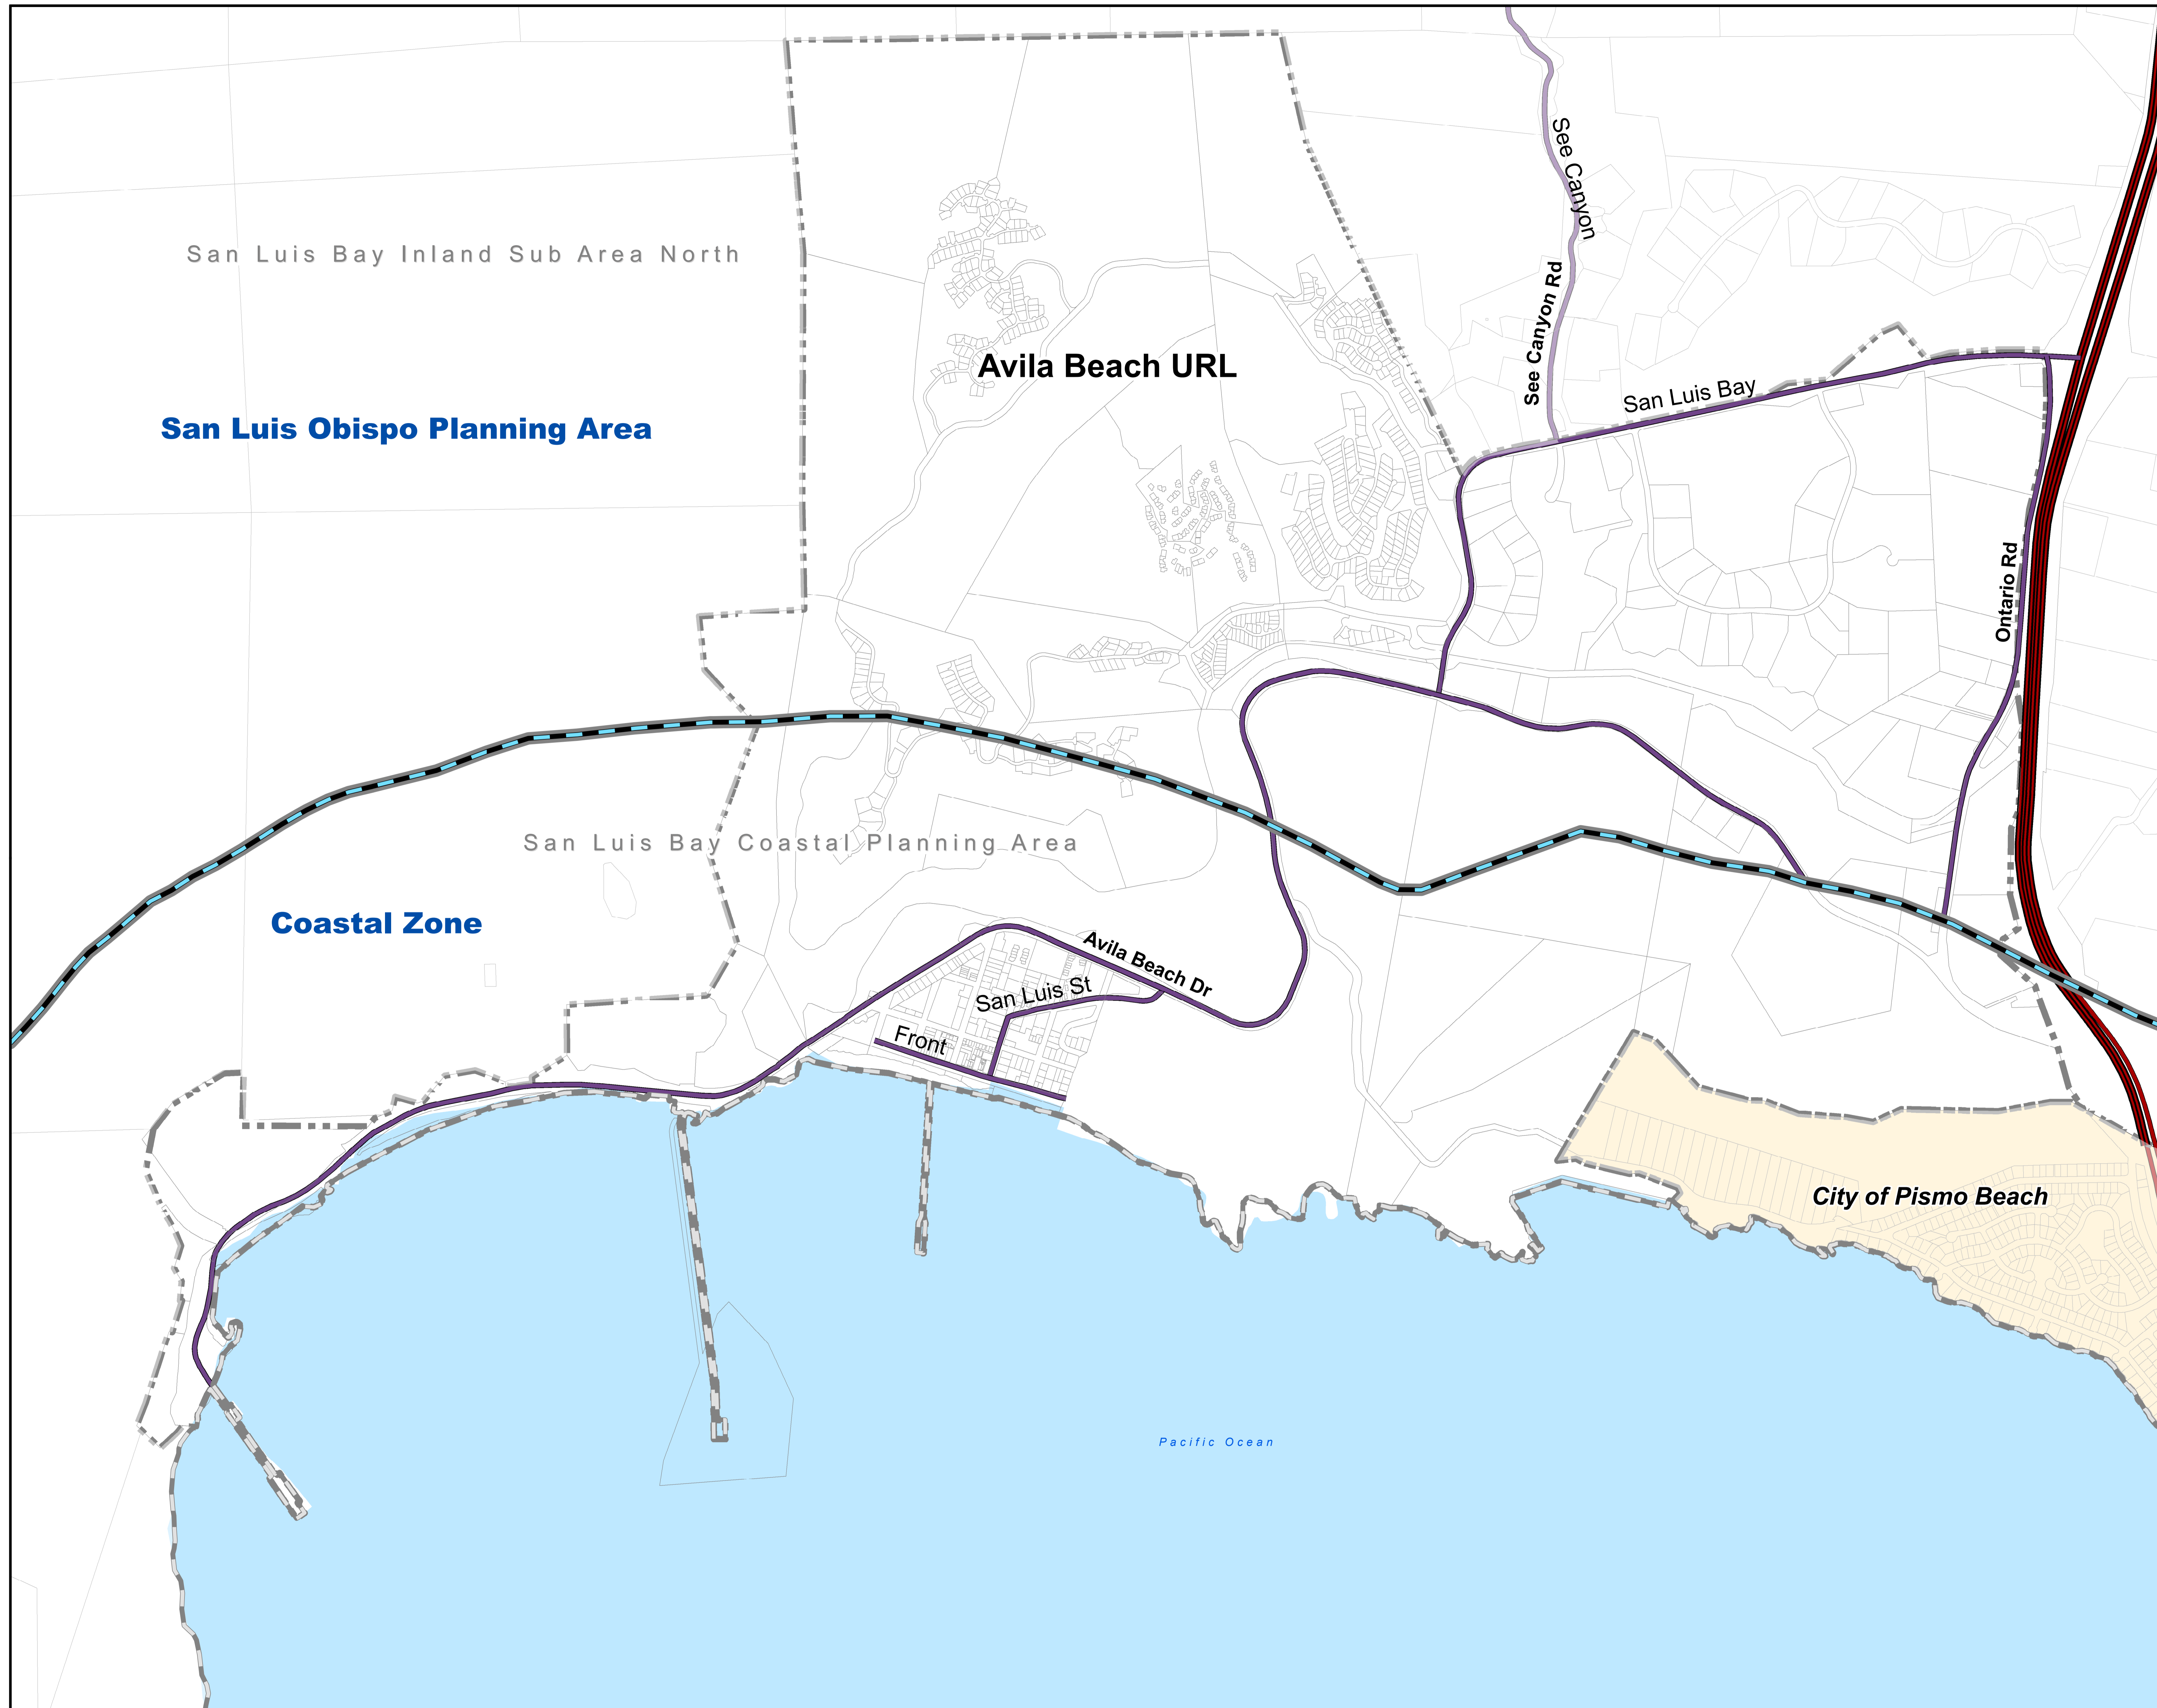 See Canyon
San Luis Bay Inland Sub Area North
See Canyon Rd
Avila Beach URL
San Luis Bay
San Luis Obispo Planning Area
Ontario Rd
San Luis Bay Coastal Planning Area
Coastal Zone
Avila Beach Dr
San Luis St
Front
City of Pismo Beach
Pacific Ocean